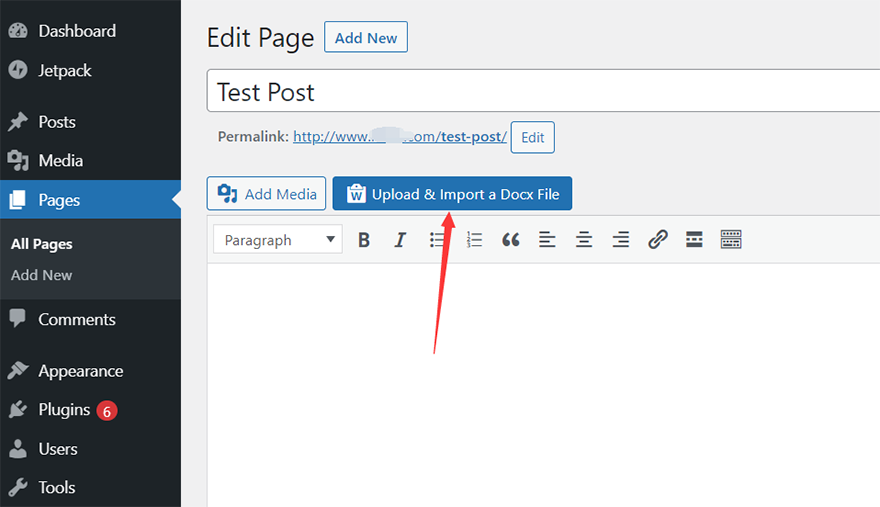 Dashboard
Jetpack
Posts
Media
Pages
All Pages
Add New
Comments
Appearance
Plugins 6
Users
Tools
Edit Page Add New
Test Post
Permalink: http://www. .com/test-post/ Edit
Add Media W Upload & Import a Docx File
Paragraph B I